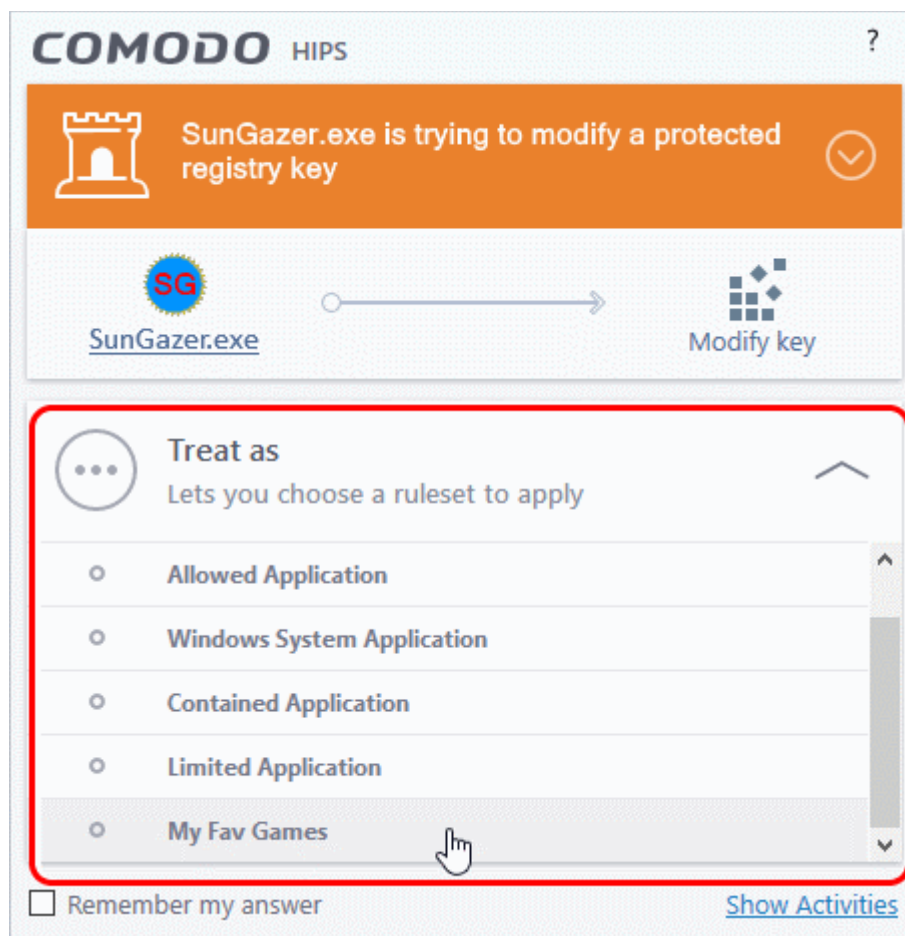 COMODO HIPS ?
SunGazer.exe is trying to modify a protected
registry key
SG
SunGazer.exe
Modify key
Treat as
Lets you choose a ruleset to apply
Allowed Application
Windows System Application
Contained Application
Limited Application
My Fav Games
Remember my answer
Show Activities